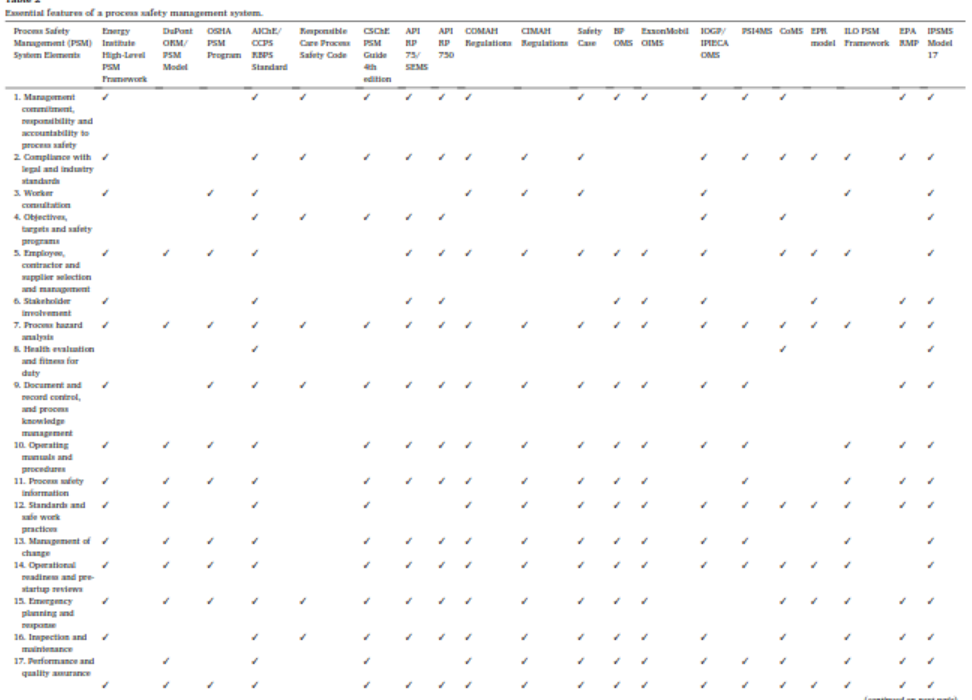 Essential features of a process safety management system.
Process Safety Management (PSM) System Elements | Energy Institute High-Level PSM Framework | DuPont ORM/ PSM Model | OSHA PSM Program | AIChE/ CCPS RBPS Standard | Responsible Care Process Safety Code | CSChE PSM Guide 4th edition | API RP 75/ SEMS | API RP 750 | COMAH Regulations | CIMAH Regulations | Safety Case | BP OMS | ExxonMobil OIMS | IOGP/ IPIECA OMS | PSI4MS | CoMS | EPR model | ILO PSM Framework | EPA RMP | IPSMS Model 17
1. Management commitment, responsibility and accountability to process safety ✓ ✓ ✓ ✓ ✓ ✓ ✓ ✓ ✓ ✓ ✓ ✓ ✓ ✓ ✓
2. Compliance with legal and industry standards ✓ ✓ ✓ ✓ ✓ ✓ ✓ ✓ ✓ ✓ ✓ ✓ ✓ ✓ ✓ ✓
3. Worker consultation ✓ ✓ ✓ ✓ ✓ ✓ ✓ ✓ ✓
4. Objectives, targets and safety programs ✓ ✓ ✓ ✓ ✓ ✓ ✓ ✓
5. Employee, contractor and supplier selection and management ✓ ✓ ✓ ✓ ✓ ✓ ✓ ✓ ✓ ✓ ✓ ✓ ✓ ✓ ✓ ✓
6. Stakeholder involvement ✓ ✓ ✓ ✓ ✓ ✓ ✓ ✓ ✓ ✓
7. Process hazard analysis ✓ ✓ ✓ ✓ ✓ ✓ ✓ ✓ ✓ ✓ ✓ ✓ ✓ ✓ ✓ ✓ ✓ ✓ ✓ ✓
8. Health evaluation and fitness for duty ✓ ✓ ✓
9. Document and record control, and process knowledge management ✓ ✓ ✓ ✓ ✓ ✓ ✓ ✓ ✓ ✓ ✓ ✓ ✓ ✓ ✓ ✓
10. Operating manuals and procedures ✓ ✓ ✓ ✓ ✓ ✓ ✓ ✓ ✓ ✓ ✓ ✓ ✓ ✓ ✓ ✓ ✓
11. Process safety information ✓ ✓ ✓ ✓ ✓ ✓ ✓ ✓ ✓ ✓ ✓ ✓ ✓ ✓ ✓ ✓
12. Standards and safe work practices ✓ ✓ ✓ ✓ ✓ ✓ ✓ ✓ ✓ ✓ ✓ ✓ ✓ ✓ ✓ ✓
13. Management of change ✓ ✓ ✓ ✓ ✓ ✓ ✓ ✓ ✓ ✓ ✓ ✓ ✓ ✓ ✓ ✓
14. Operational readiness and pre-startup reviews ✓ ✓ ✓ ✓ ✓ ✓ ✓ ✓ ✓ ✓ ✓ ✓ ✓ ✓ ✓ ✓ ✓ ✓
15. Emergency planning and response ✓ ✓ ✓ ✓ ✓ ✓ ✓ ✓ ✓ ✓ ✓ ✓ ✓ ✓ ✓ ✓ ✓ ✓
16. Inspection and maintenance ✓ ✓ ✓ ✓ ✓ ✓ ✓ ✓ ✓ ✓ ✓ ✓ ✓ ✓ ✓ ✓
17. Performance and quality assurance ✓ ✓ ✓ ✓ ✓ ✓ ✓ ✓ ✓ ✓ ✓ ✓ ✓ ✓
✓ ✓ ✓ ✓ ✓ ✓ ✓ ✓ ✓ ✓ ✓ ✓ ✓ ✓ ✓ ✓ ✓ ✓